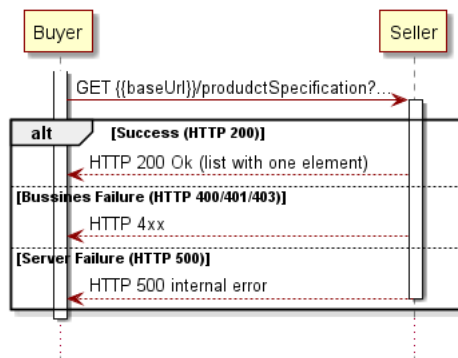 Buyer
Seller
GET {{baseUrl}}/produdctSpecification?...
alt
[Success (HTTP 200)]
HTTP 200 Ok (list with one element)
[Bussines Failure (HTTP 400/401/403)]
HTTP 4xx
[Server Failure (HTTP 500)]
HTTP 500 internal error